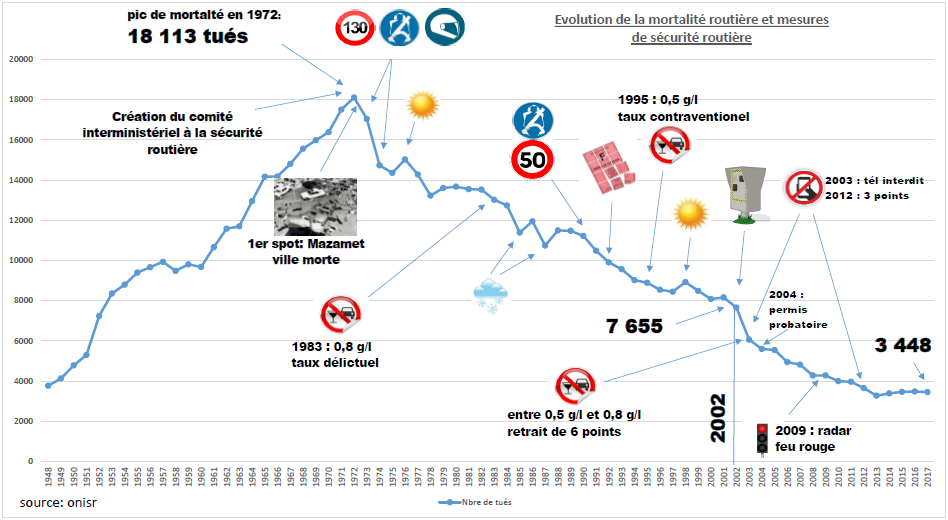 Evolution de la mortalité routière et mesures
de sécurité routière
pic de mortalté en 1972:
18 113 tués
130
Création du comité
interministériel à la sécurité
routière
1er spot: Mazamet
ville morte
1983 : 0,8 g/l
taux délictuel
50
F
1995 : 0,5 g/l
taux contraventionel
2003 : tél interdit
2012 : 3 points
2004 :
permis
probatoire
7 655
3 448
entre 0,5 g/l et 0,8 g/l
retrait de 6 points
2002
2009 : radar
feu rouge
20000
18000
16000
14000
12000
10000
8000
6000
4000
2000
0
1948 1949 1950 1951 1952 1953 1954 1955 1956 1957 1958 1959 1960 1961 1962 1963 1964 1965 1966 1967 1968 1969 1970 1971 1972 1973 1974 1975 1976 1977 1978 1979 1980 1981 1982 1983 1984 1985 1986 1987 1988 1989 1990 1991 1992 1993 1994 1995 1996 1997 1998 1999 2000 2001 2002 2003 2004 2005 2006 2007 2008 2009 2010 2011 2012 2013 2014 2015 2016 2017
source: onisr
Nbre de tués